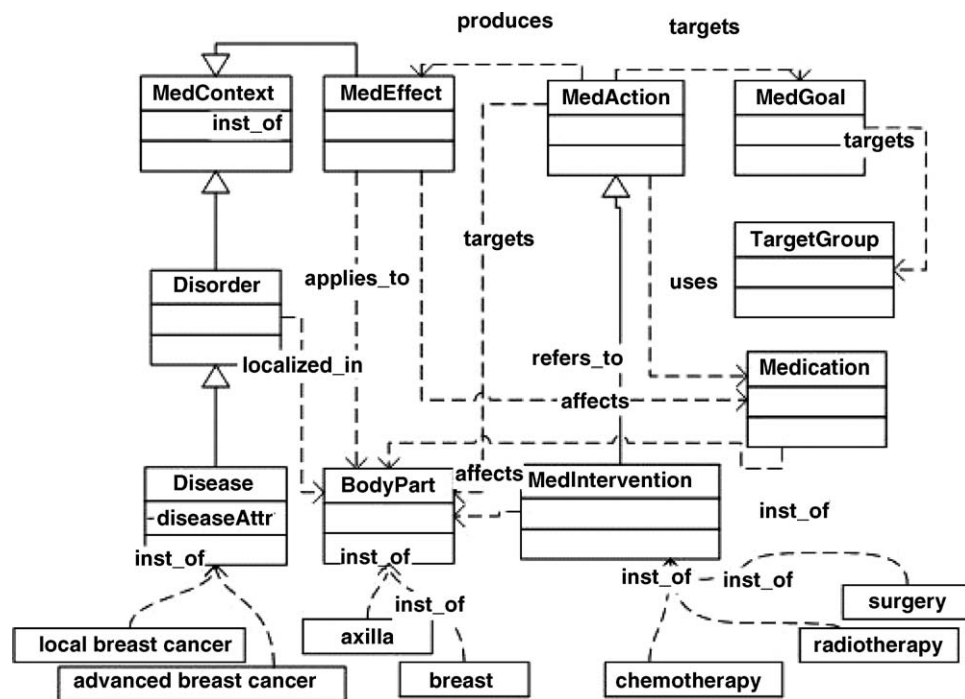 produces
targets
MedContext
MedEffect
MedAction
MedGoal
inst_of
targets
targets
TargetGroup
Disorder
applies_to
uses
localized_in
refers_to
Medication
affects
Disease
BodyPart
affects
MedIntervention
-diseaseAttr
inst_of
inst_of
inst_of
inst_of
inst_of
inst_of
surgery
local breast cancer
axilla
radiotherapy
advanced breast cancer
breast
chemotherapy